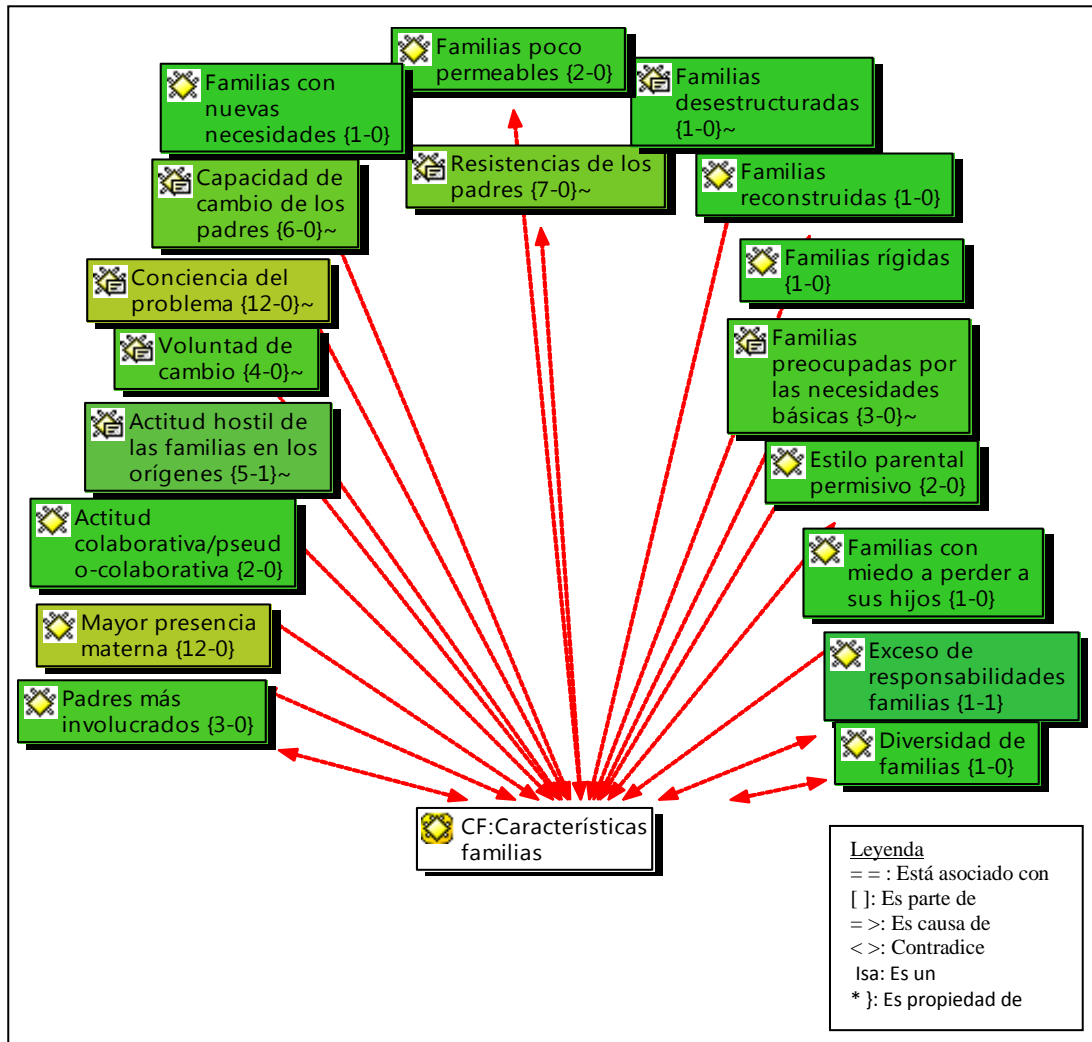 Familias poco
permeables {2-0}
Familias con
nuevas
necesidades {1-0}
Familias
desestructuradas
{1-0}~
Resistencias de los
padres {7-0}~
Capacidad de
cambio de los
padres {6-0}~
Familias
reconstruidas {1-0}
Familias rígidas
{1-0}
Conciencia del
problema {12-0}~
Voluntad de
cambio {4-0}~
Familias
preocupadas por
las necesidades
básicas {3-0}~
Actitud hostil de
las familias en los
orígenes {5-1}~
Estilo parental
permisivo {2-0}
Actitud
colaborativa/pseud
o-colaborativa {2-0}
Familias con
miedo a perder a
sus hijos {1-0}
Mayor presencia
materna {12-0}
Exceso de
responsabilidades
familias {1-1}
Padres más
involucrados {3-0}
Diversidad de
familias {1-0}
CF:Características
familias
Leyenda
= = : Está asociado con
[ ]: Es parte de
= >: Es causa de
< >: Contradice
Isa: Es un
* }: Es propiedad de